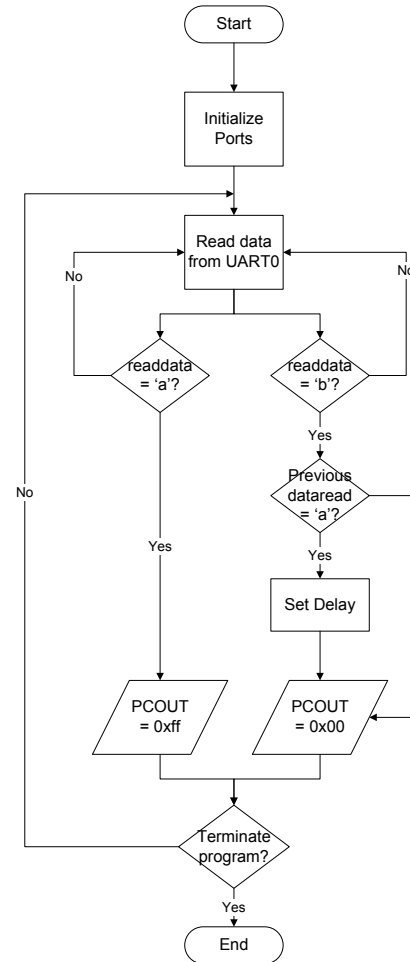 Start
Initialize
Ports
Read data
from UART0
No
No
readdata
= ‘a’?
readdata
= ‘b’?
Yes
Previous
dataread
= ‘a’?
No
Yes
Yes
Set Delay
PCOUT
= 0xff
PCOUT
= 0x00
Terminate
program?
Yes
End